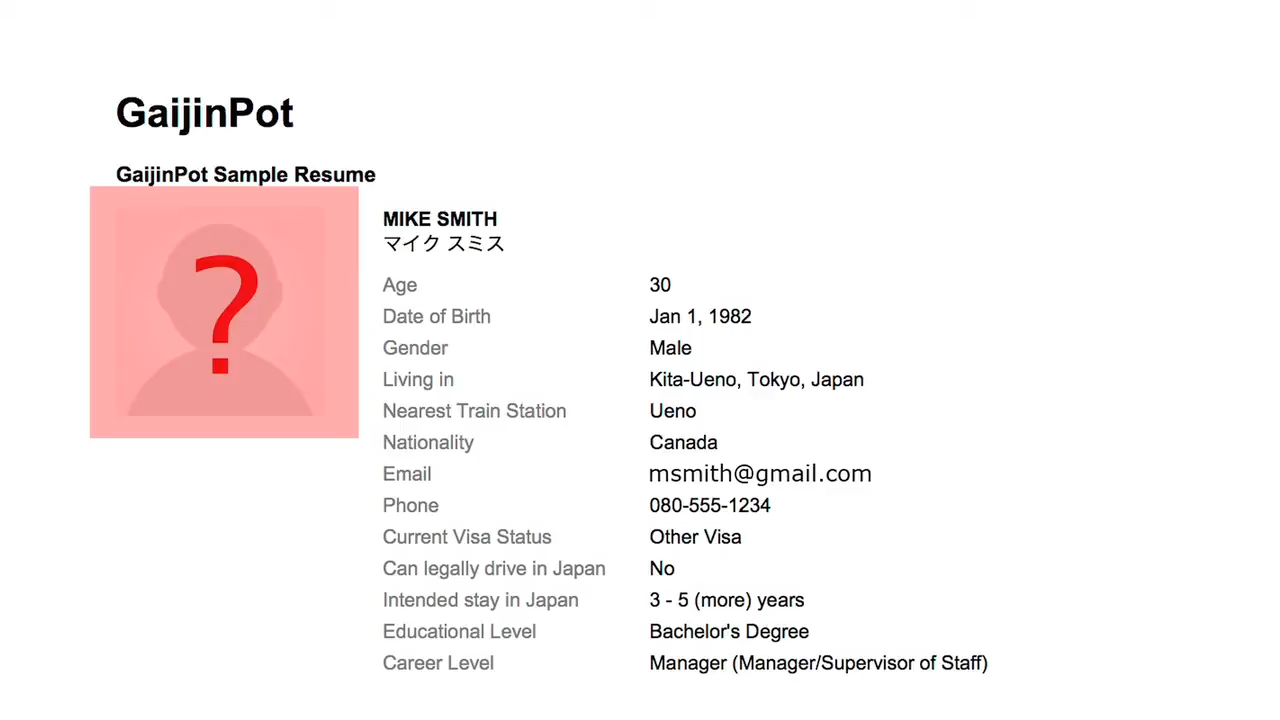 GaijinPot
GaijinPot Sample Resume
?
MIKE SMITH
マイク スミス
Age 30
Date of Birth Jan 1, 1982
Gender Male
Living in Kita-Ueno, Tokyo, Japan
Nearest Train Station Ueno
Nationality Canada
Email msmith@gmail.com
Phone 080-555-1234
Current Visa Status Other Visa
Can legally drive in Japan No
Intended stay in Japan 3 - 5 (more) years
Educational Level Bachelor's Degree
Career Level Manager (Manager/Supervisor of Staff)